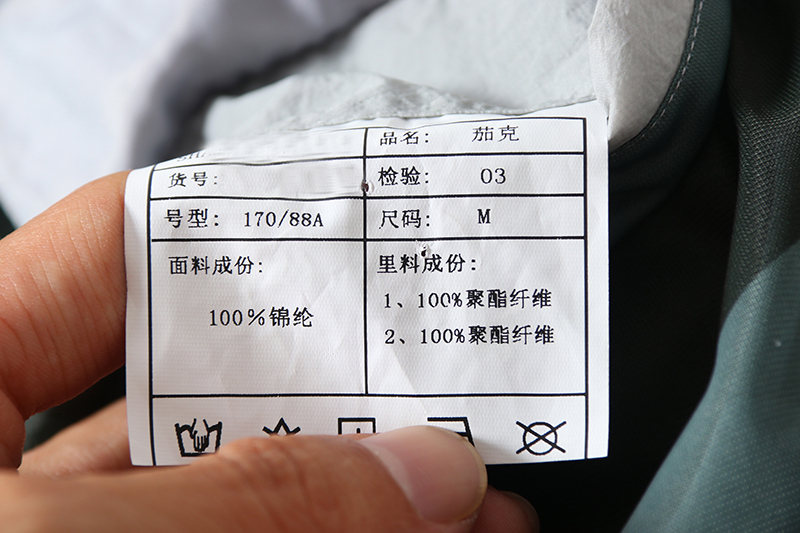 品名: 茄克
货号:
检验: 03
号型: 170/88A
尺码: M
面料成份:
100%锦纶
里料成份:
1、100%聚酯纤维
2、100%聚酯纤维